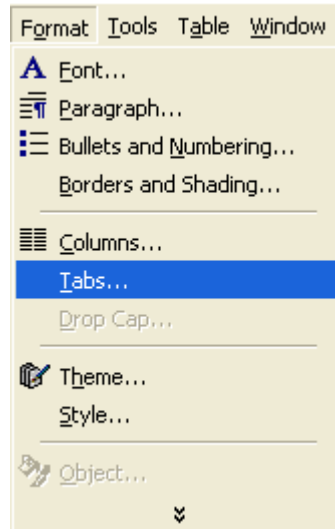 Format Tools Table Window
Font...
Paragraph...
Bullets and Numbering...
Borders and Shading...
Columns...
Tabs...
Drop Cap...
Theme...
Style...
Object...